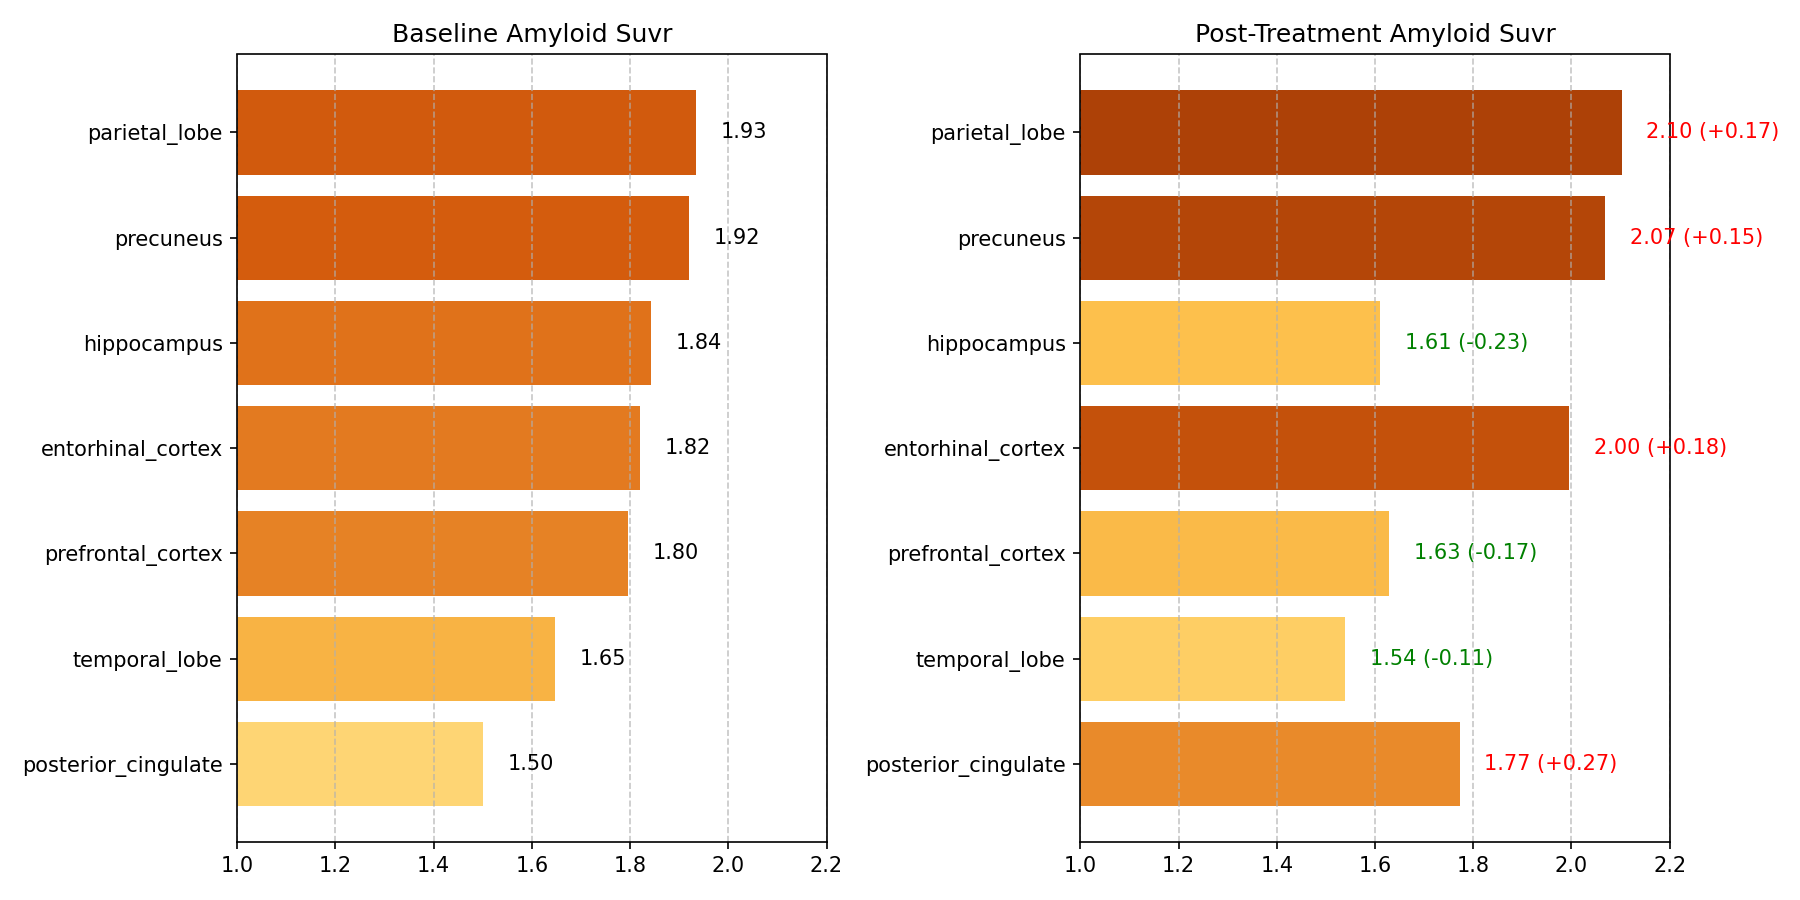 Baseline Amyloid Suvr
parietal_lobe
1.93
precuneus
1.92
hippocampus
1.84
entorhinal_cortex
1.82
prefrontal_cortex
1.80
temporal_lobe
1.65
posterior_cingulate
1.50
1.0 1.2 1.4 1.6 1.8 2.0 2.2
Post-Treatment Amyloid Suvr
parietal_lobe
2.10 (+0.17)
precuneus
2.07 (+0.15)
hippocampus
1.61 (-0.23)
entorhinal_cortex
2.00 (+0.18)
prefrontal_cortex
1.63 (-0.17)
temporal_lobe
1.54 (-0.11)
posterior_cingulate
1.77 (+0.27)
1.0 1.2 1.4 1.6 1.8 2.0 2.2